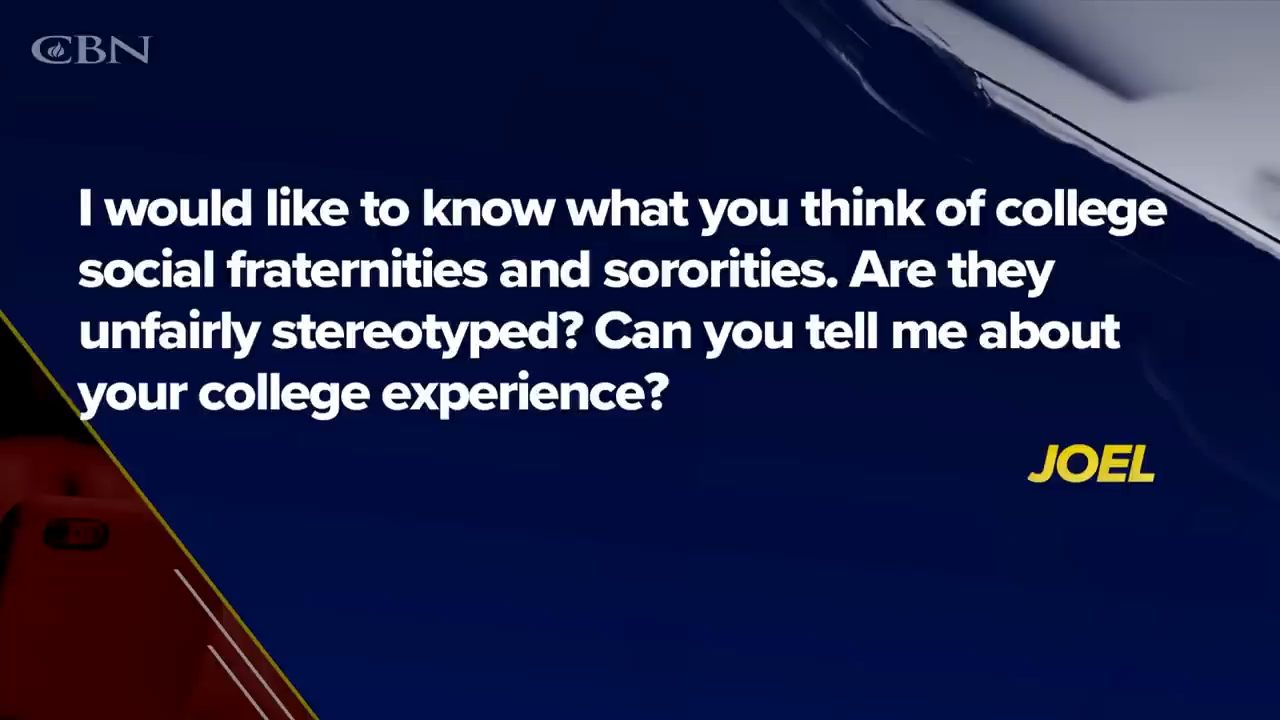 CBN
I would like to know what you think of college
social fraternities and sororities. Are they
unfairly stereotyped? Can you tell me about
your college experience?
JOEL